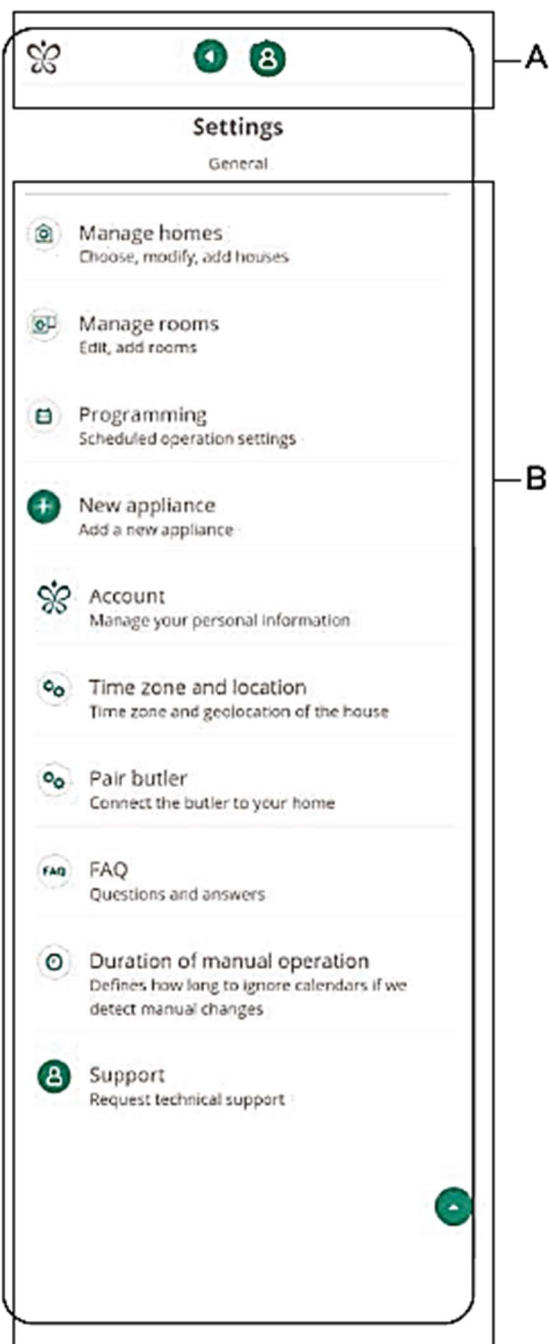 A
Settings
General
Manage homes
Choose, modify, add houses
Manage rooms
Edit, add rooms
Programming
Scheduled operation settings
B
New appliance
Add a new appliance
Account
Manage your personal information
Time zone and location
Time zone and geolocation of the house
Pair butler
Connect the butler to your home
FAQ
FAQ
Questions and answers
Duration of manual operation
Defines how long to ignore calendars if we
detect manual changes
Support
Request technical support